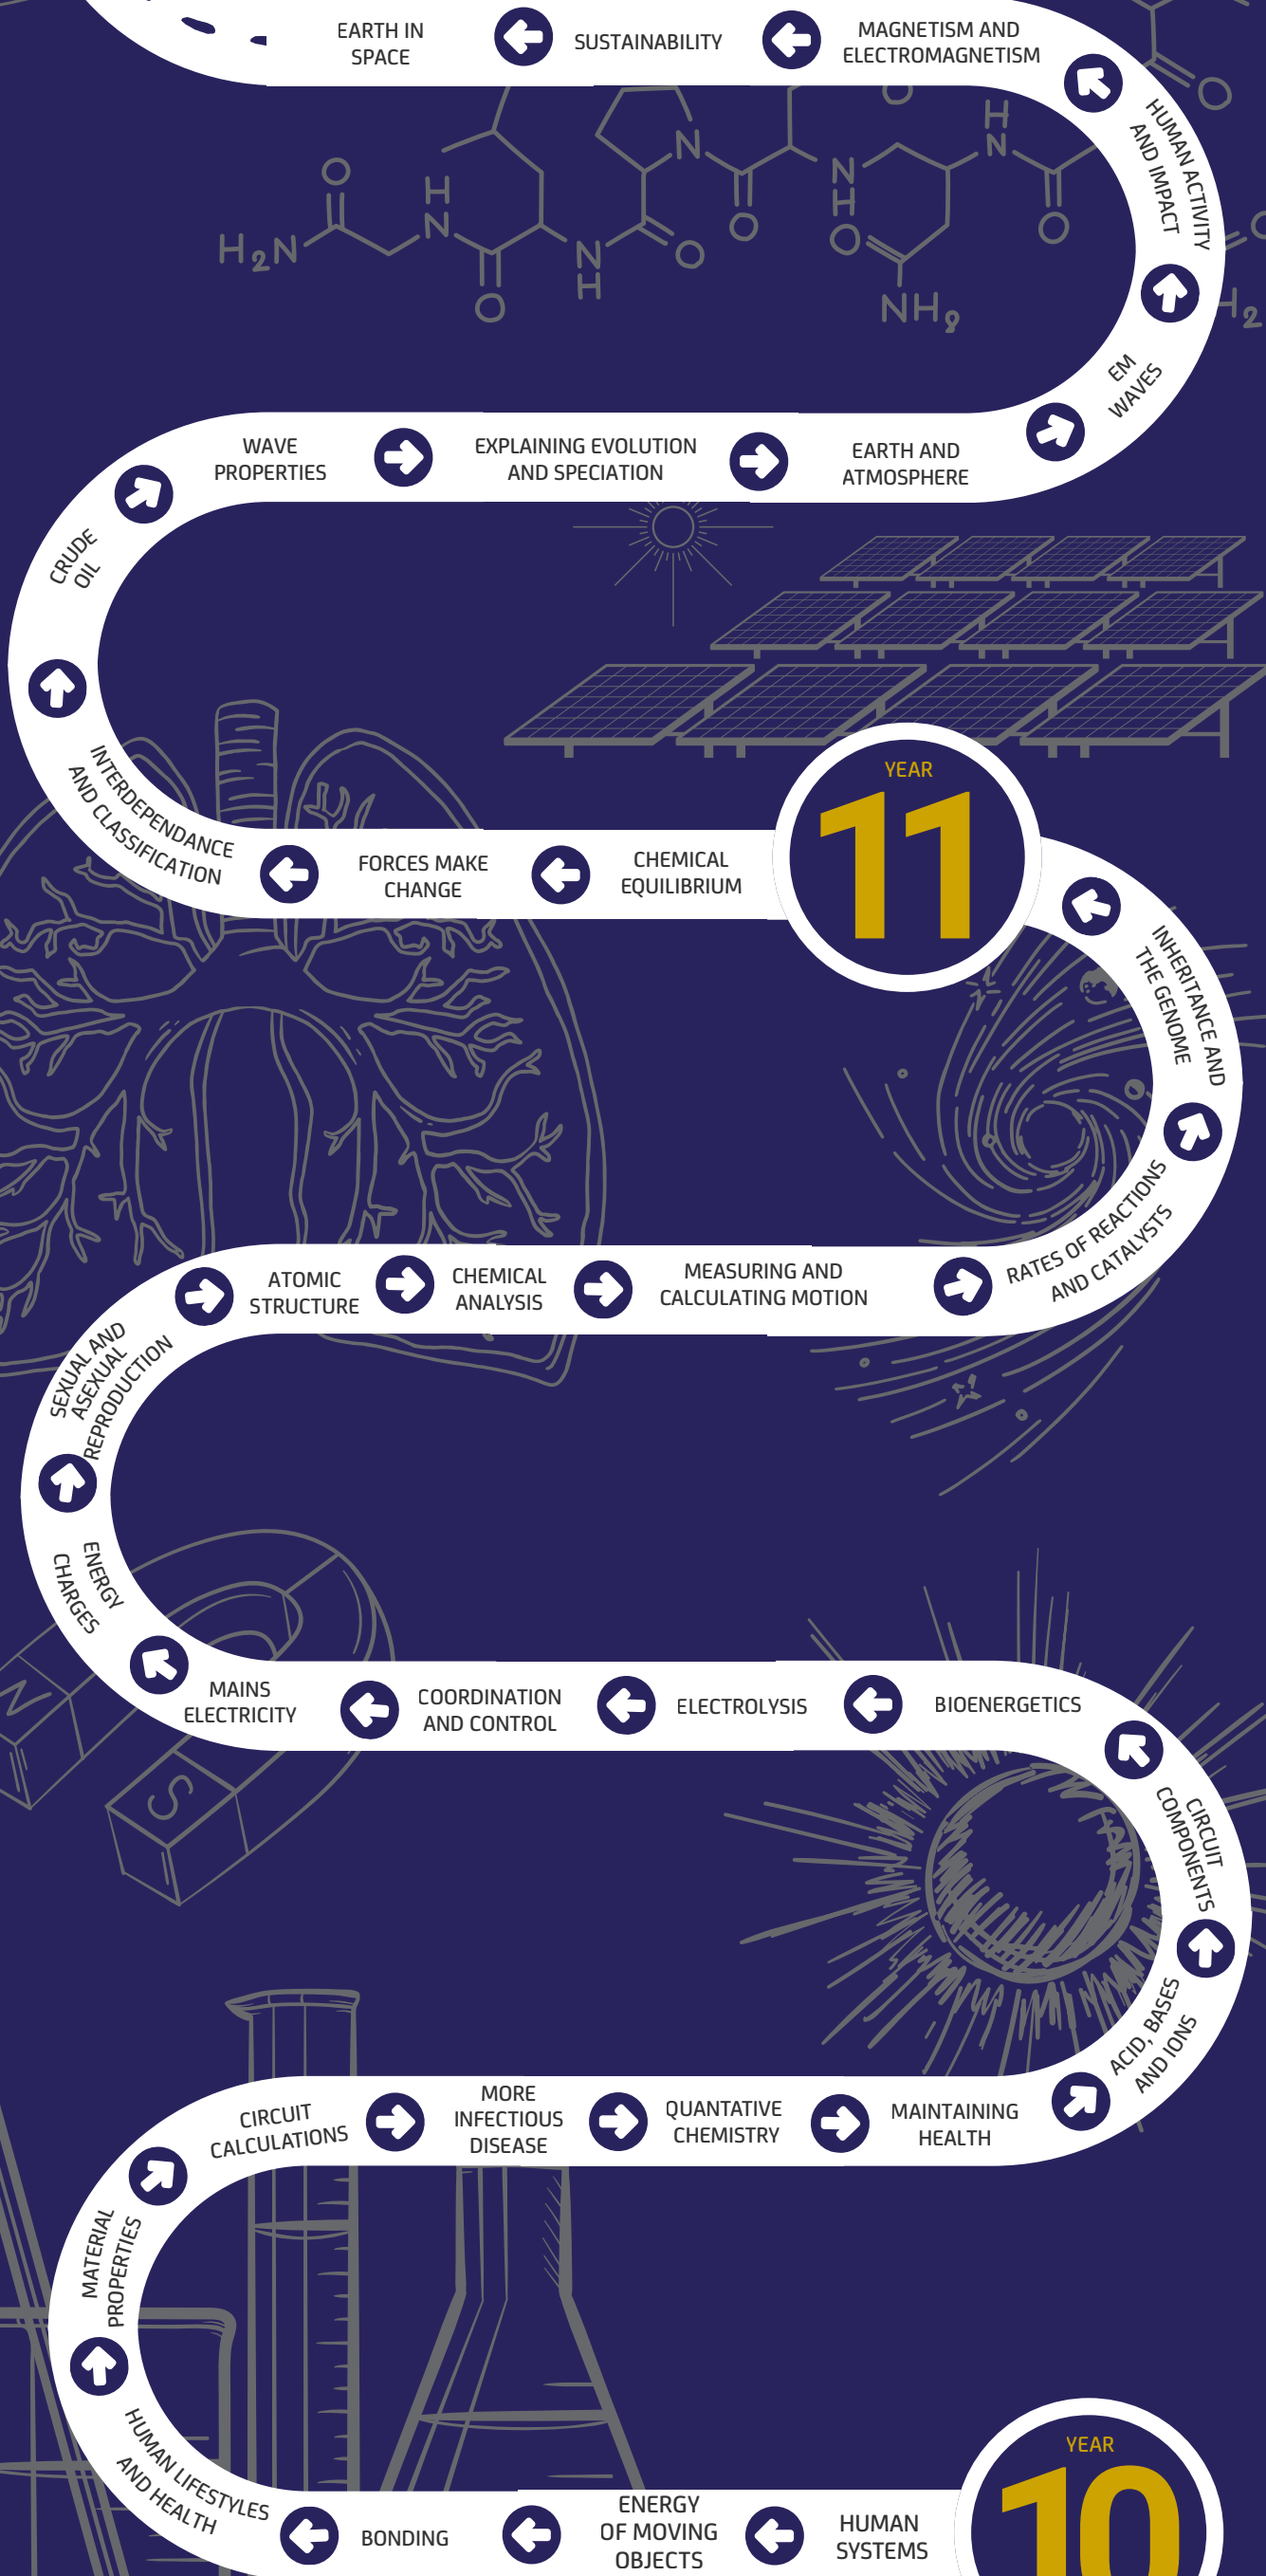 EARTH IN
SPACE
SUSTAINABILITY
MAGNETISM AND
ELECTROMAGNETISM
HUMAN ACTIVITY
AND IMPACT
O
O
H
N
H
N
N
H
O
H
N
O
O
O
H₂N
N
H
O
O
NH₂
H₂
EM
WAVES
WAVE
PROPERTIES
EXPLAINING EVOLUTION
AND SPECIATION
EARTH AND
ATMOSPHERE
CRUDE
OIL
INTERDEPENDANCE
AND CLASSIFICATION
FORCES MAKE
CHANGE
CHEMICAL
EQUILIBRIUM
YEAR
11
INHERITANCE AND
THE GENOME
RATES OF REACTIONS
AND CATALYSTS
ATOMIC
STRUCTURE
CHEMICAL
ANALYSIS
MEASURING AND
CALCULATING MOTION
SEXUAL AND
ASEXUAL
REPRODUCTION
ENERGY
CHARGES
MAINS
ELECTRICITY
COORDINATION
AND CONTROL
ELECTROLYSIS
BIOENERGETICS
N
S
CIRCUIT
COMPONENTS
ACID, BASES
AND IONS
CIRCUIT
CALCULATIONS
MORE
INFECTIOUS
DISEASE
QUANTATIVE
CHEMISTRY
MAINTAINING
HEALTH
MATERIAL
PROPERTIES
HUMAN LIFESTYLES
AND HEALTH
BONDING
ENERGY
OF MOVING
OBJECTS
HUMAN
SYSTEMS
YEAR
10